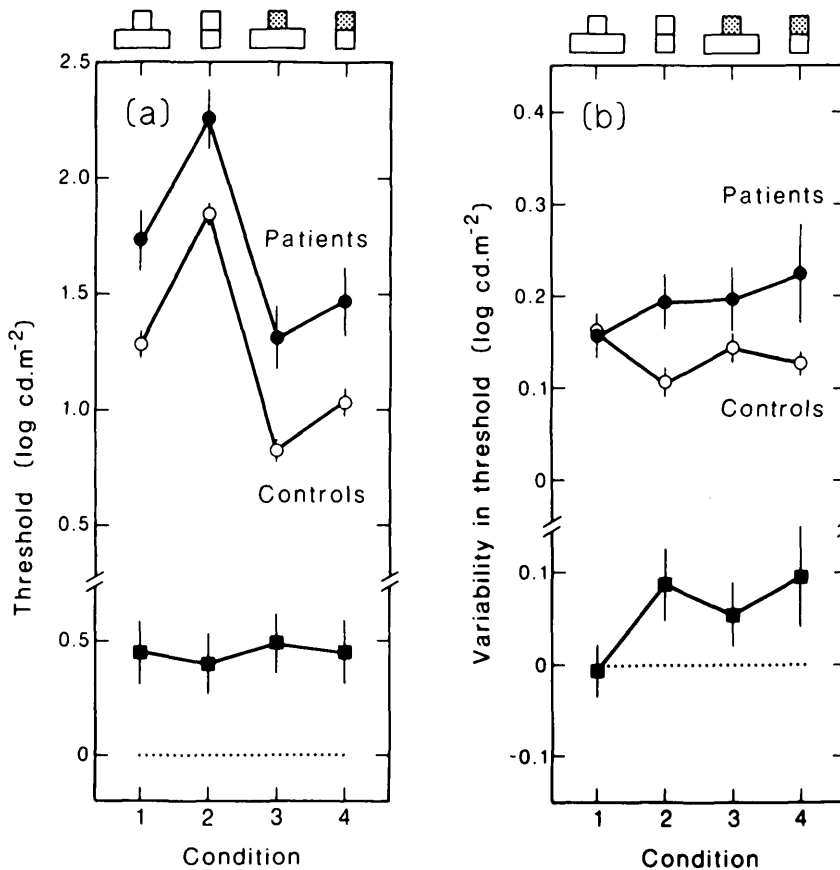 (a)
2.5
2.0
1.5
1.0
0.5
0.5
0
Threshold (log cd.m⁻²)
Patients
Controls
1 2 3 4
Condition
(b)
0.4
0.3
0.2
0.1
0
0.1
0
-0.1
Variability in threshold (log cd.m⁻²)
Patients
Controls
1 2 3 4
Condition